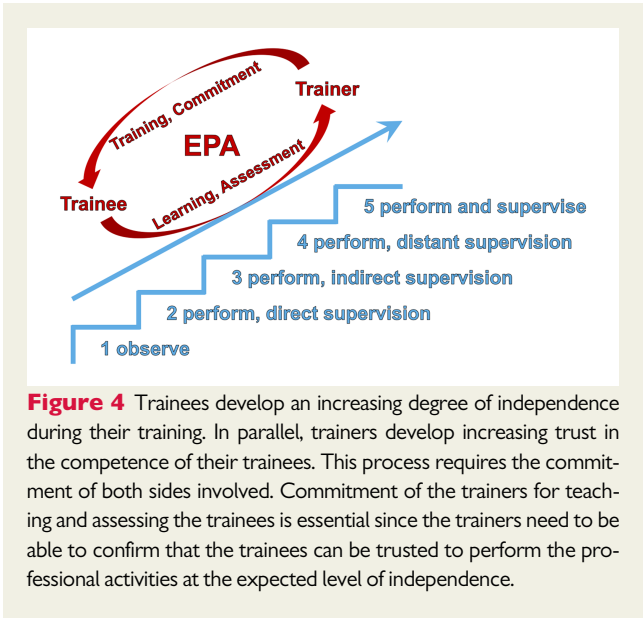 Training, Commitment
Trainer
EPA
Trainee
Learning, Assessment
5 perform and supervise
4 perform, distant supervision
3 perform, indirect supervision
2 perform, direct supervision
1 observe
Figure 4 Trainees develop an increasing degree of independence
during their training. In parallel, trainers develop increasing trust in
the competence of their trainees. This process requires the commit-
ment of both sides involved. Commitment of the trainers for teach-
ing and assessing the trainees is essential since the trainers need to be
able to confirm that the trainees can be trusted to perform the pro-
fessional activities at the expected level of independence.